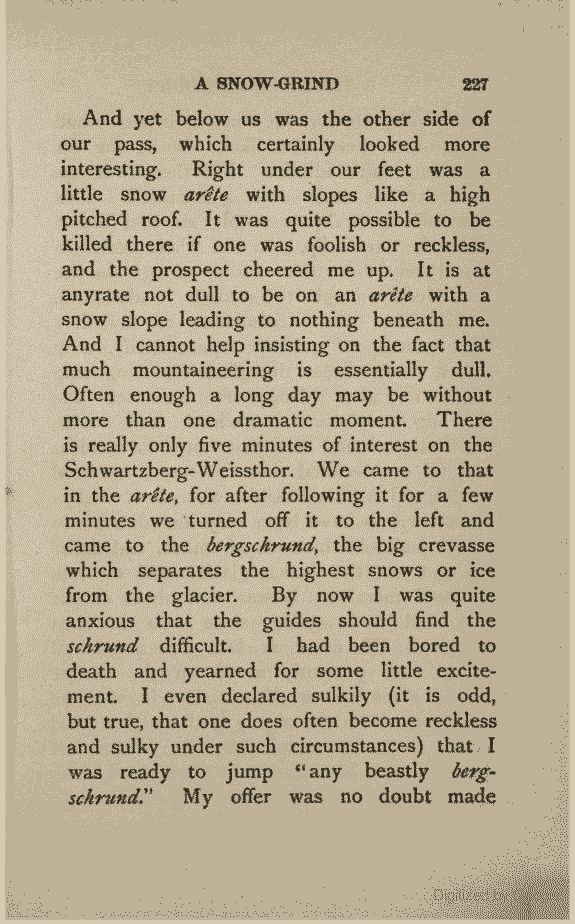 A SNOW-GRIND 227
And yet below us was the other side of
our pass, which certainly looked more
interesting. Right under our feet was a
little snow arête with slopes like a high
pitched roof. It was quite possible to be
killed there if one was foolish or reckless,
and the prospect cheered me up. It is at
anyrate not dull to be on an arête with a
snow slope leading to nothing beneath me.
And I cannot help insisting on the fact that
much mountaineering is essentially dull.
Often enough a long day may be without
more than one dramatic moment. There
is really only five minutes of interest on the
Schwartzberg-Weissthor. We came to that
in the arête, for after following it for a few
minutes we turned off it to the left and
came to the bergschrund, the big crevasse
which separates the highest snows or ice
from the glacier. By now I was quite
anxious that the guides should find the
schrund difficult. I had been bored to
death and yearned for some little excite-
ment. I even declared sulkily (it is odd,
but true, that one does often become reckless
and sulky under such circumstances) that I
was ready to jump "any beastly berg-
schrund." My offer was no doubt made
Digitized by